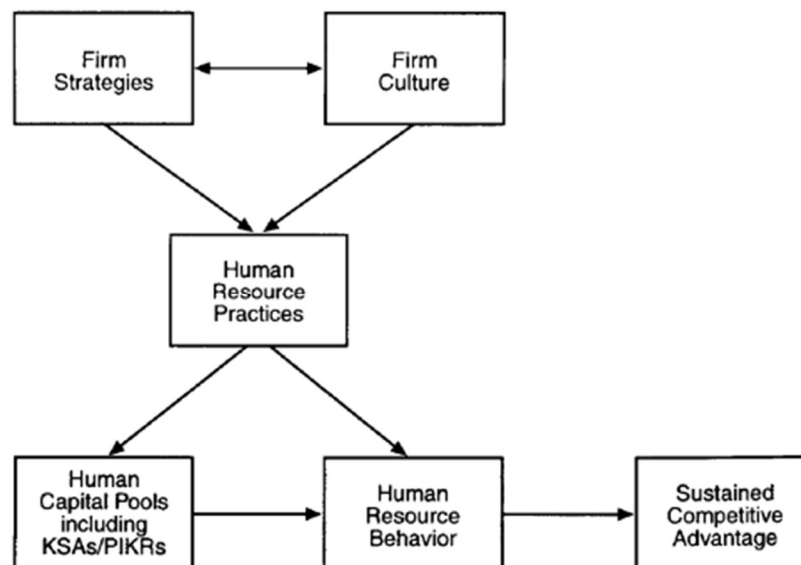 Firm
Strategies
Firm
Culture
Human
Resource
Practices
Human
Capital Pools
including
KSAs/PIKRs
Human
Resource
Behavior
Sustained
Competitive
Advantage